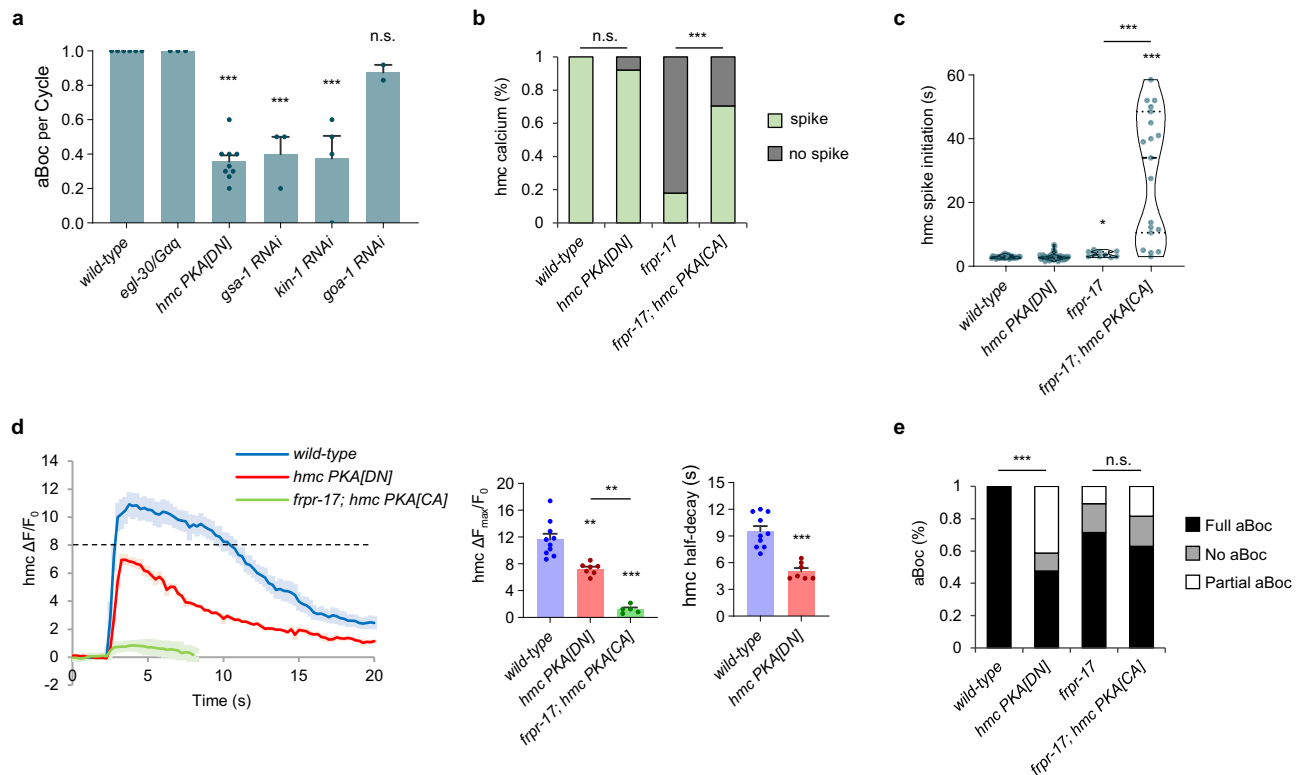 a
aBoc per Cycle
1.0
0.8
0.6
0.4
0.2
0.0
***
***
***
n.s.
wild-type
egl-30/Gαq
hmc PKA[DN]
gsa-1 RNAi
kin-1 RNAi
goa-1 RNAi
b
hmc calcium (%)
1
0.8
0.6
0.4
0.2
0
n.s.
***
spike
no spike
wild-type
hmc PKA[DN]
frpr-17
frpr-17; hmc PKA[CA]
c
hmc spike initiation (s)
60
40
20
0
***
***
*
wild-type
hmc PKA[DN]
frpr-17
frpr-17; hmc PKA[CA]
d
hmc ΔF/F0
14
12
10
8
6
4
2
0
-2
5
10
15
20
Time (s)
wild-type
hmc PKA[DN]
frpr-17; hmc PKA[CA]
hmc ΔFmax/F0
20
16
12
8
4
0
**
**
***
wild-type
hmc PKA[DN]
frpr-17; hmc PKA[CA]
hmc half-decay (s)
15
12
9
6
3
0
***
wild-type
hmc PKA[DN]
e
aBoc (%)
1
0.8
0.6
0.4
0.2
0
***
n.s.
Full aBoc
No aBoc
Partial aBoc
wild-type
hmc PKA[DN]
frpr-17
frpr-17; hmc PKA[CA]